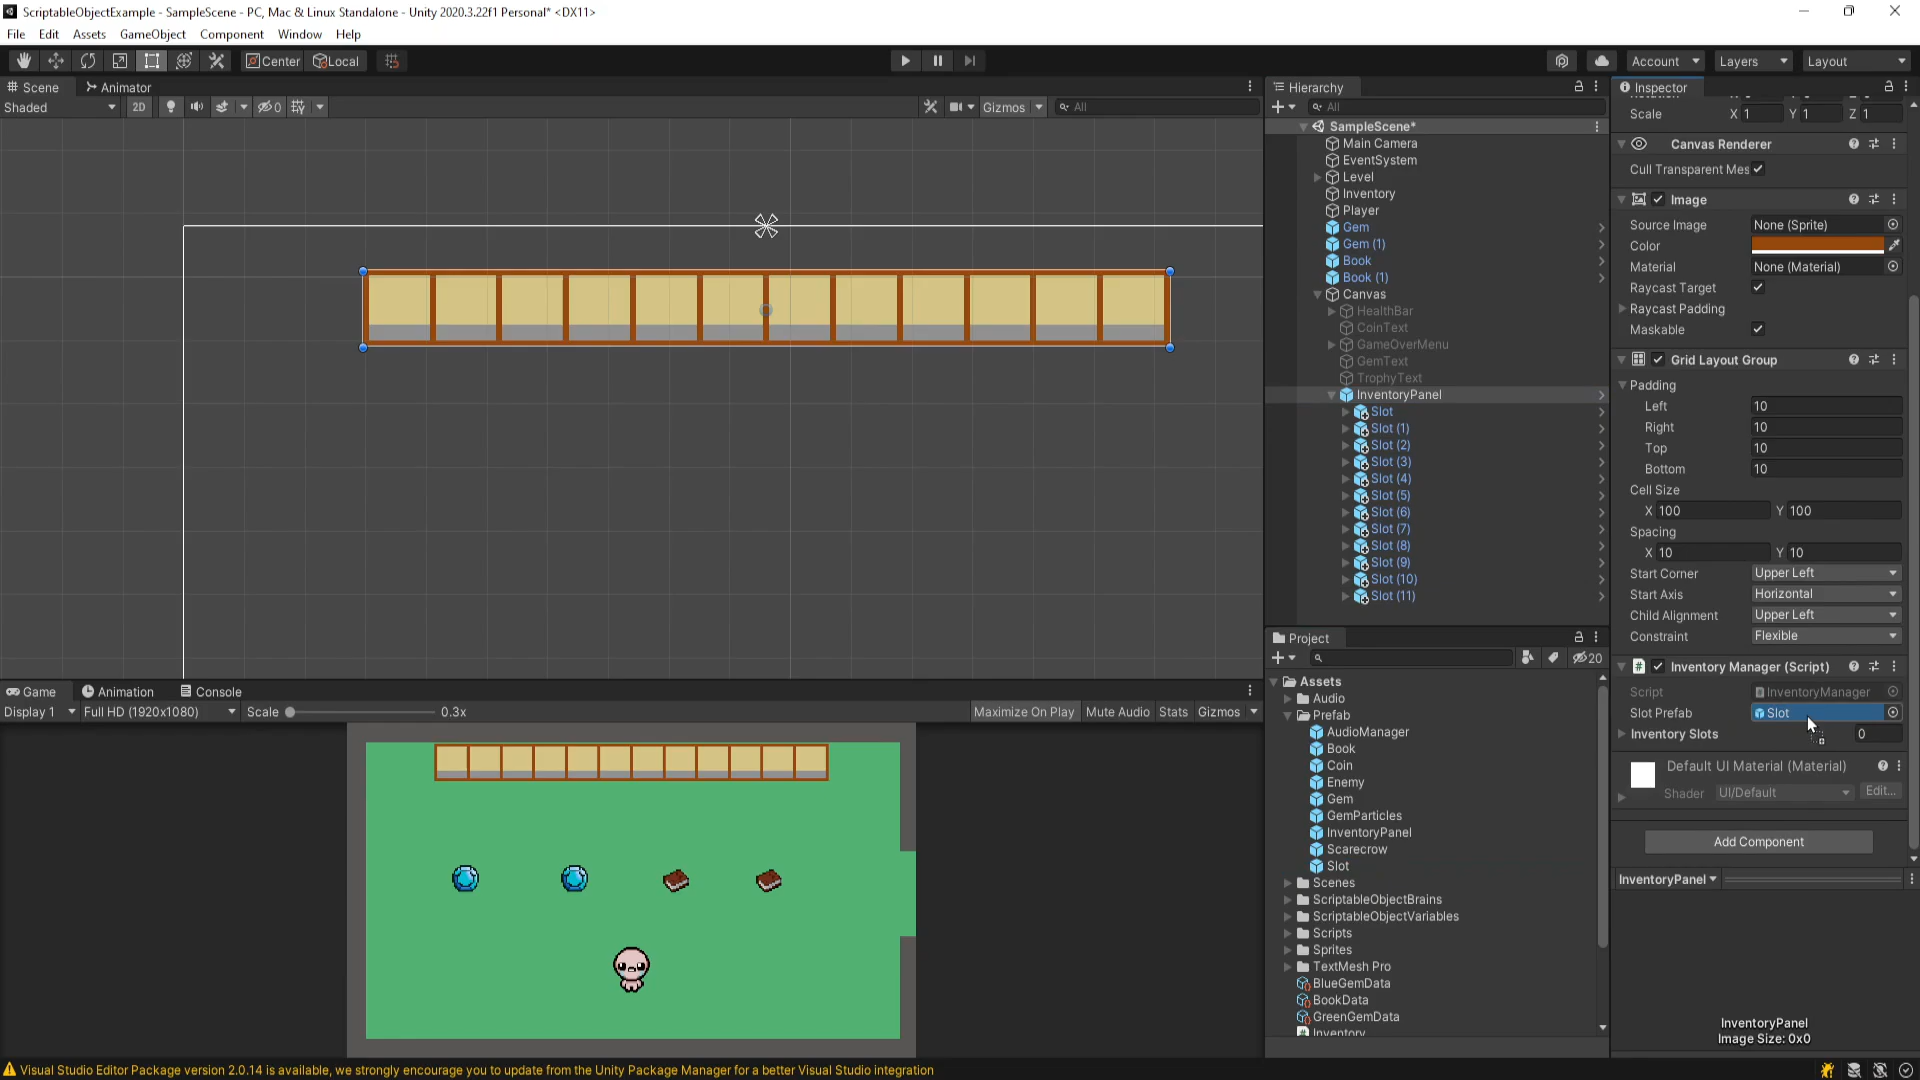 ScriptableObjectExample - SampleScene - PC, Mac & Linux Standalone - Unity 2020.3.22f1 Personal* <DX11>
File Edit Assets GameObject Component Window Help
Center Local
Account Layers Layout
Scene Animator
Shaded 2D 0 Gizmos All
Hierarchy
All
SampleScene*
Main Camera
EventSystem
Level
Inventory
Player
Gem
Gem (1)
Book
Book (1)
Canvas
HealthBar
CoinText
GameOverMenu
GemText
TrophyText
InventoryPanel
Slot
Slot (1)
Slot (2)
Slot (3)
Slot (4)
Slot (5)
Slot (6)
Slot (7)
Slot (8)
Slot (9)
Slot (10)
Slot (11)
Inspector
Scale X 1 Y 1 Z 1
Canvas Renderer
Cull Transparent Mes
Image
Source Image None (Sprite)
Color
Material None (Material)
Raycast Target
Raycast Padding
Maskable
Grid Layout Group
Padding
Left 10
Right 10
Top 10
Bottom 10
Cell Size
X 100 Y 100
Spacing
X 10 Y 10
Start Corner Upper Left
Start Axis Horizontal
Child Alignment Upper Left
Constraint Flexible
Inventory Manager (Script)
Script InventoryManager
Slot Prefab Slot
Inventory Slots 0
Default UI Material (Material)
Shader UI/Default Edit...
Add Component
InventoryPanel
InventoryPanel
Image Size: 0x0
Project
20
Assets
Audio
Prefab
AudioManager
Book
Coin
Enemy
Gem
GemParticles
InventoryPanel
Scarecrow
Slot
Scenes
ScriptableObjectBrains
ScriptableObjectVariables
Scripts
Sprites
TextMesh Pro
BlueGemData
BookData
GreenGemData
Inventory
Game Animation Console
Display 1 Full HD (1920x1080) Scale 0.3x Maximize On Play Mute Audio Stats Gizmos
Visual Studio Editor Package version 2.0.14 is available, we strongly encourage you to update from the Unity Package Manager for a better Visual Studio integration